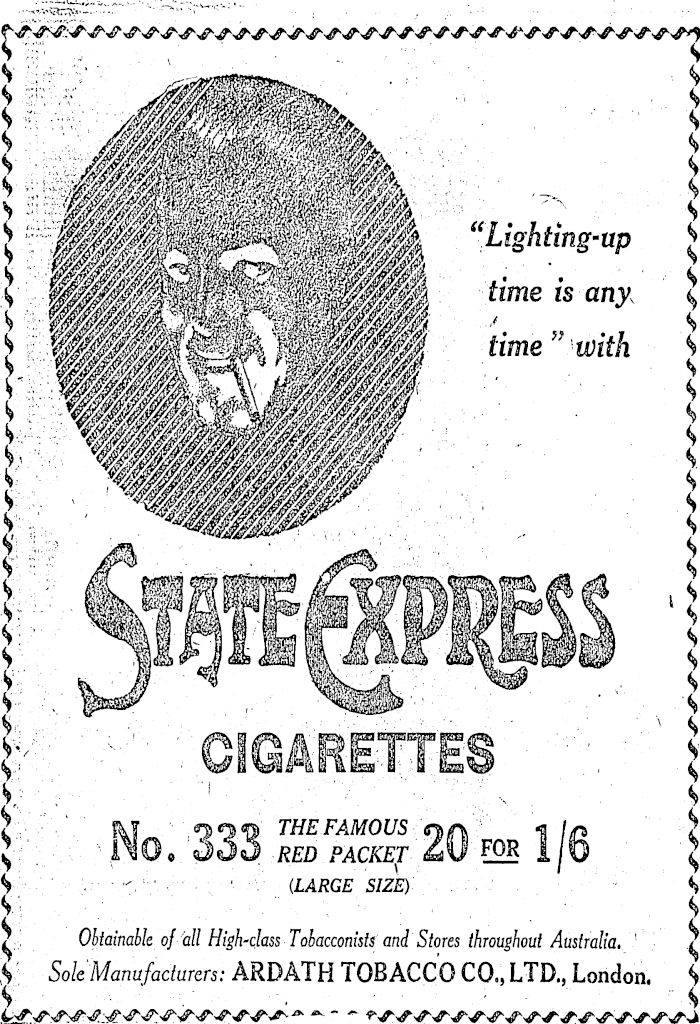 “Lighting-up
time is any
time” with
STATE EXPRESS
CIGARETTES
No. 333 THE FAMOUS RED PACKET 20 FOR 1/6
(LARGE SIZE)
Obtainable of all High-class Tobacconists and Stores throughout Australia.
Sole Manufacturers: ARDATH TOBACCO CO., LTD., London.